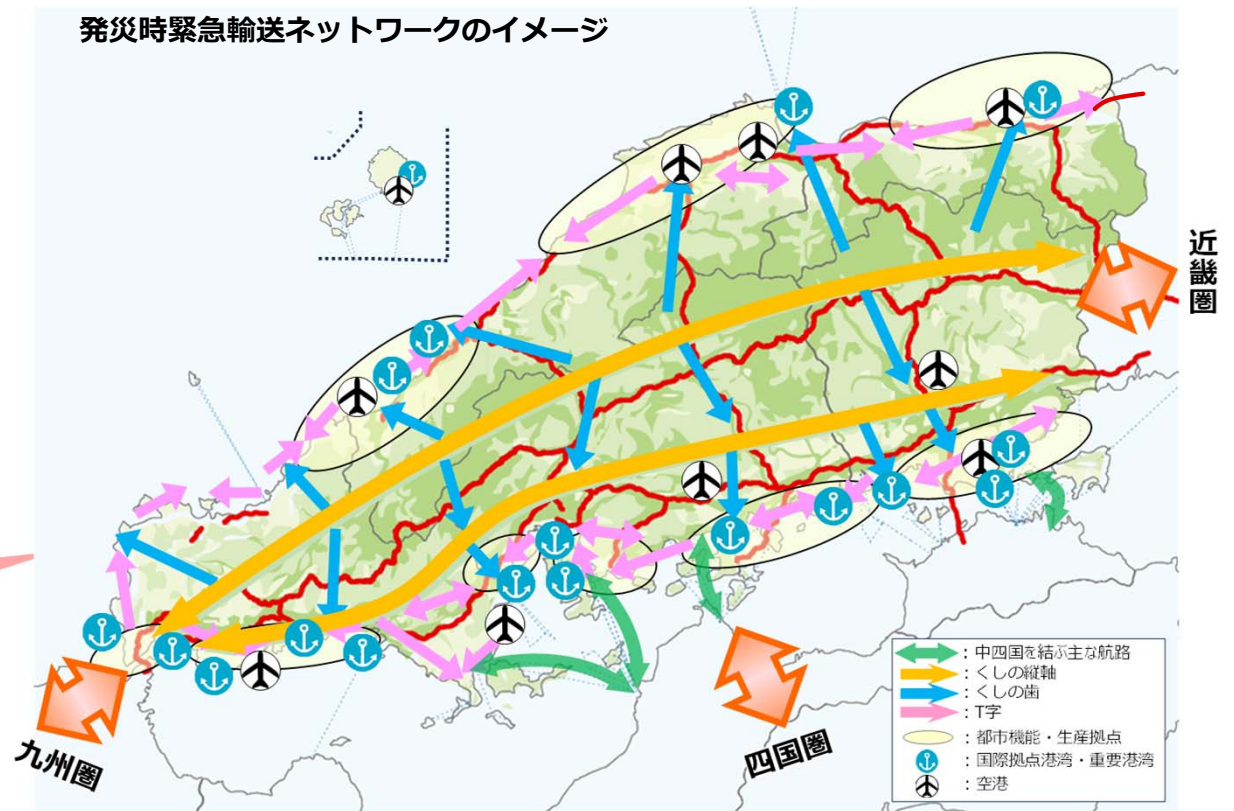 発災時緊急輸送ネットワークのイメージ
近畿圏
四国圏
九州圏
：中四国を結ぶ主な航路
：くしの縦軸
：くしの歯
：T字
：都市機能・生産拠点
：国際拠点港湾・重要港湾
：空港